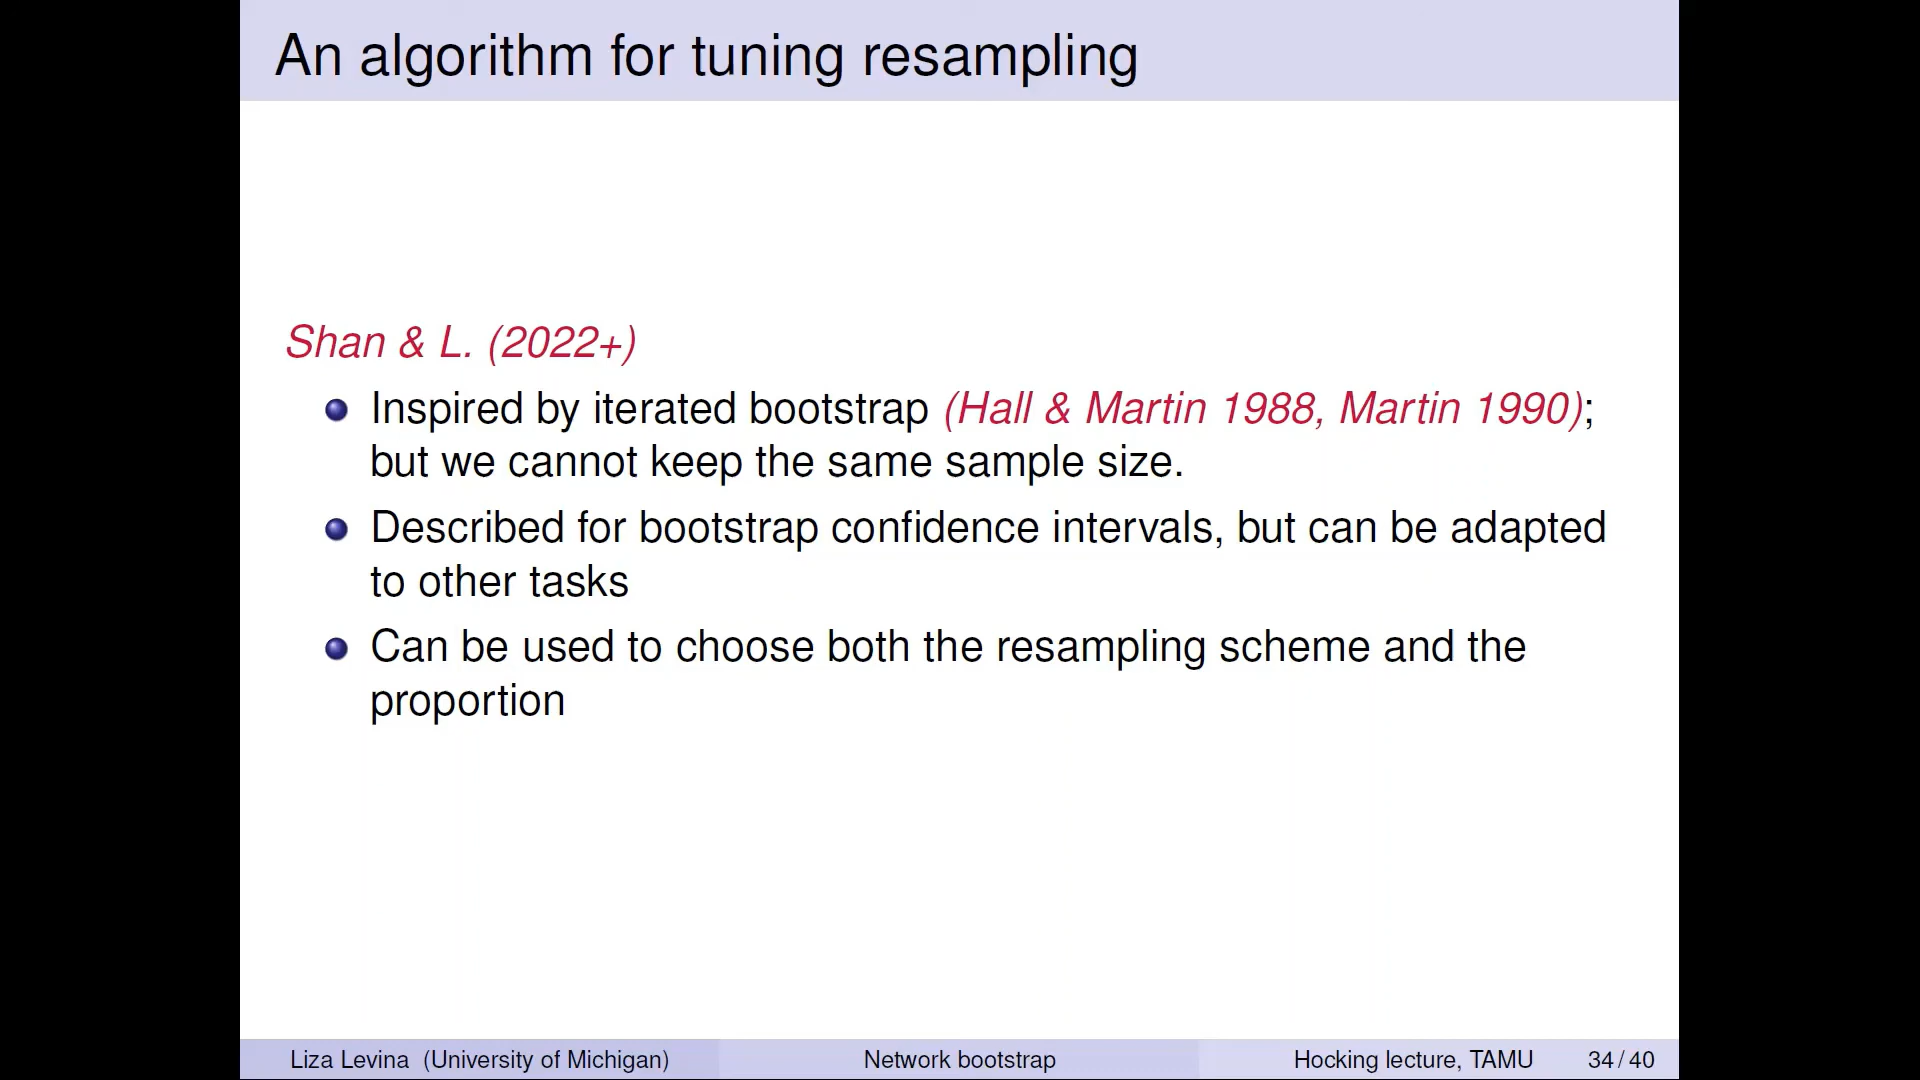 An algorithm for tuning resampling
Shan & L. (2022+)
Inspired by iterated bootstrap (Hall & Martin 1988, Martin 1990);
but we cannot keep the same sample size.
Described for bootstrap confidence intervals, but can be adapted
to other tasks
Can be used to choose both the resampling scheme and the
proportion
Liza Levina (University of Michigan) Network bootstrap Hocking lecture, TAMU 34 / 40